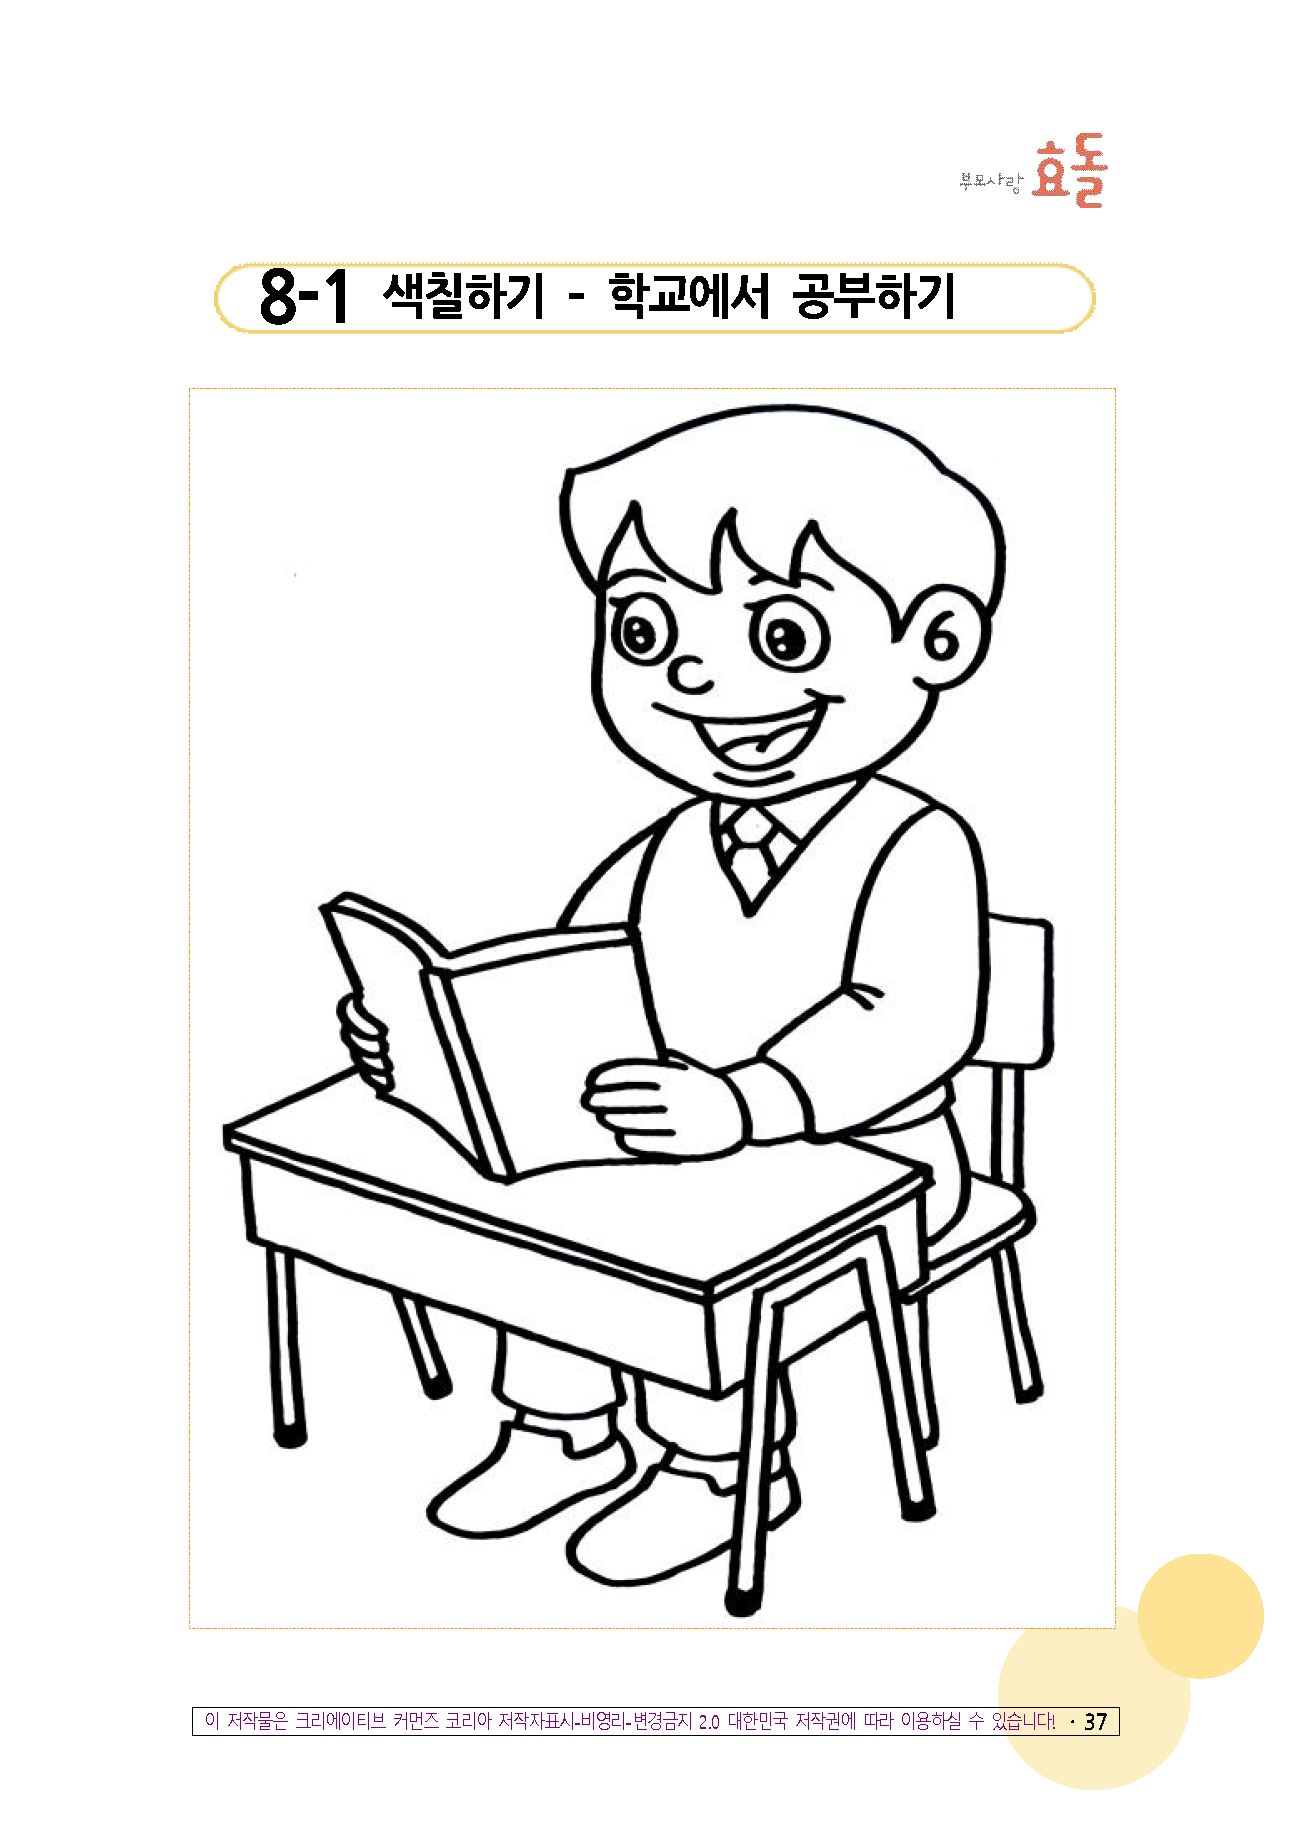 부모사랑 효돌
8-1 색칠하기 - 학교에서 공부하기
이 저작물은 크리에이티브 커먼즈 코리아 저작자표시-비영리-변경금지 2.0 대한민국 저작권에 따라 이용하실 수 있습니다! · 37